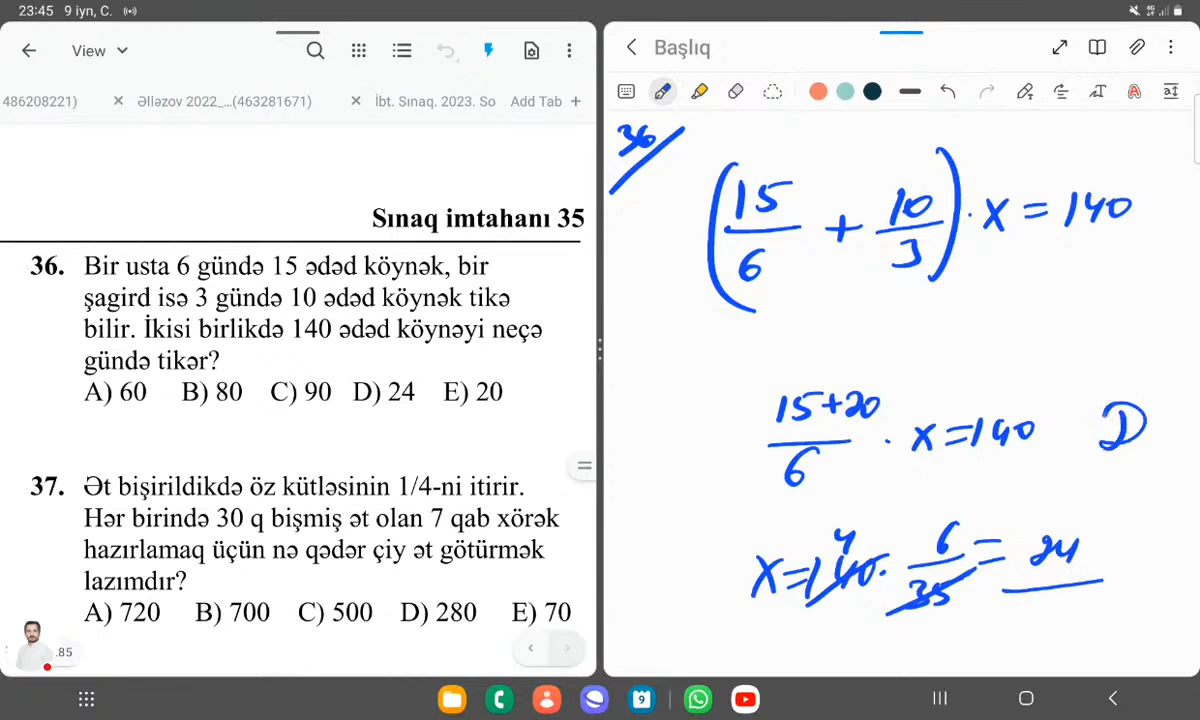 23:45 9 iyn, C.
View
486208221) × Əlləzov 2022_...(463281671) × İbt. Sınaq. 2023. So Add Tab +
Sınaq imtahanı 35
36. Bir usta 6 gündə 15 ədəd köynək, bir
şagird isə 3 gündə 10 ədəd köynək tikə
bilir. İkisi birlikdə 140 ədəd köynəyi neçə
gündə tikər?
A) 60 B) 80 C) 90 D) 24 E) 20
37. Ət bişirildikdə öz kütləsinin 1/4-ni itirir.
Hər birində 30 q bişmiş ət olan 7 qab xörək
hazırlamaq üçün nə qədər çiy ət götürmək
lazımdır?
A) 720 B) 700 C) 500 D) 280 E) 70
.85
Başlıq
36
(15/6 + 10/3) · x = 140
15+20/6 · x = 140 D
x = 140 · 6/35 = 24
4
9